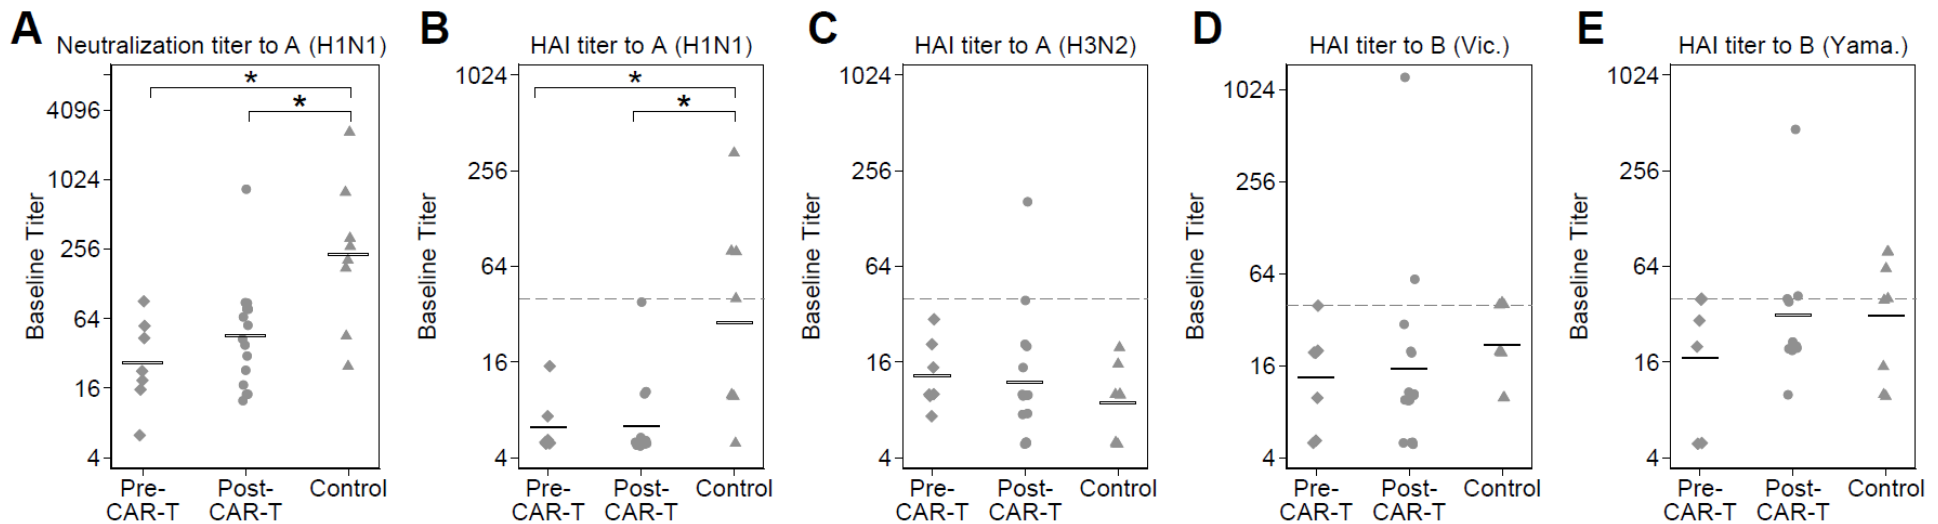 A
Neutralization titer to A (H1N1)
Baseline Titer
4096
1024
256
64
16
4
*
*
Pre-
CAR-T
Post-
CAR-T
Control
B
HAI titer to A (H1N1)
Baseline Titer
1024
256
64
16
4
*
*
Pre-
CAR-T
Post-
CAR-T
Control
C
HAI titer to A (H3N2)
Baseline Titer
1024
256
64
16
4
Pre-
CAR-T
Post-
CAR-T
Control
D
HAI titer to B (Vic.)
Baseline Titer
1024
256
64
16
4
Pre-
CAR-T
Post-
CAR-T
Control
E
HAI titer to B (Yama.)
Baseline Titer
1024
256
64
16
4
Pre-
CAR-T
Post-
CAR-T
Control